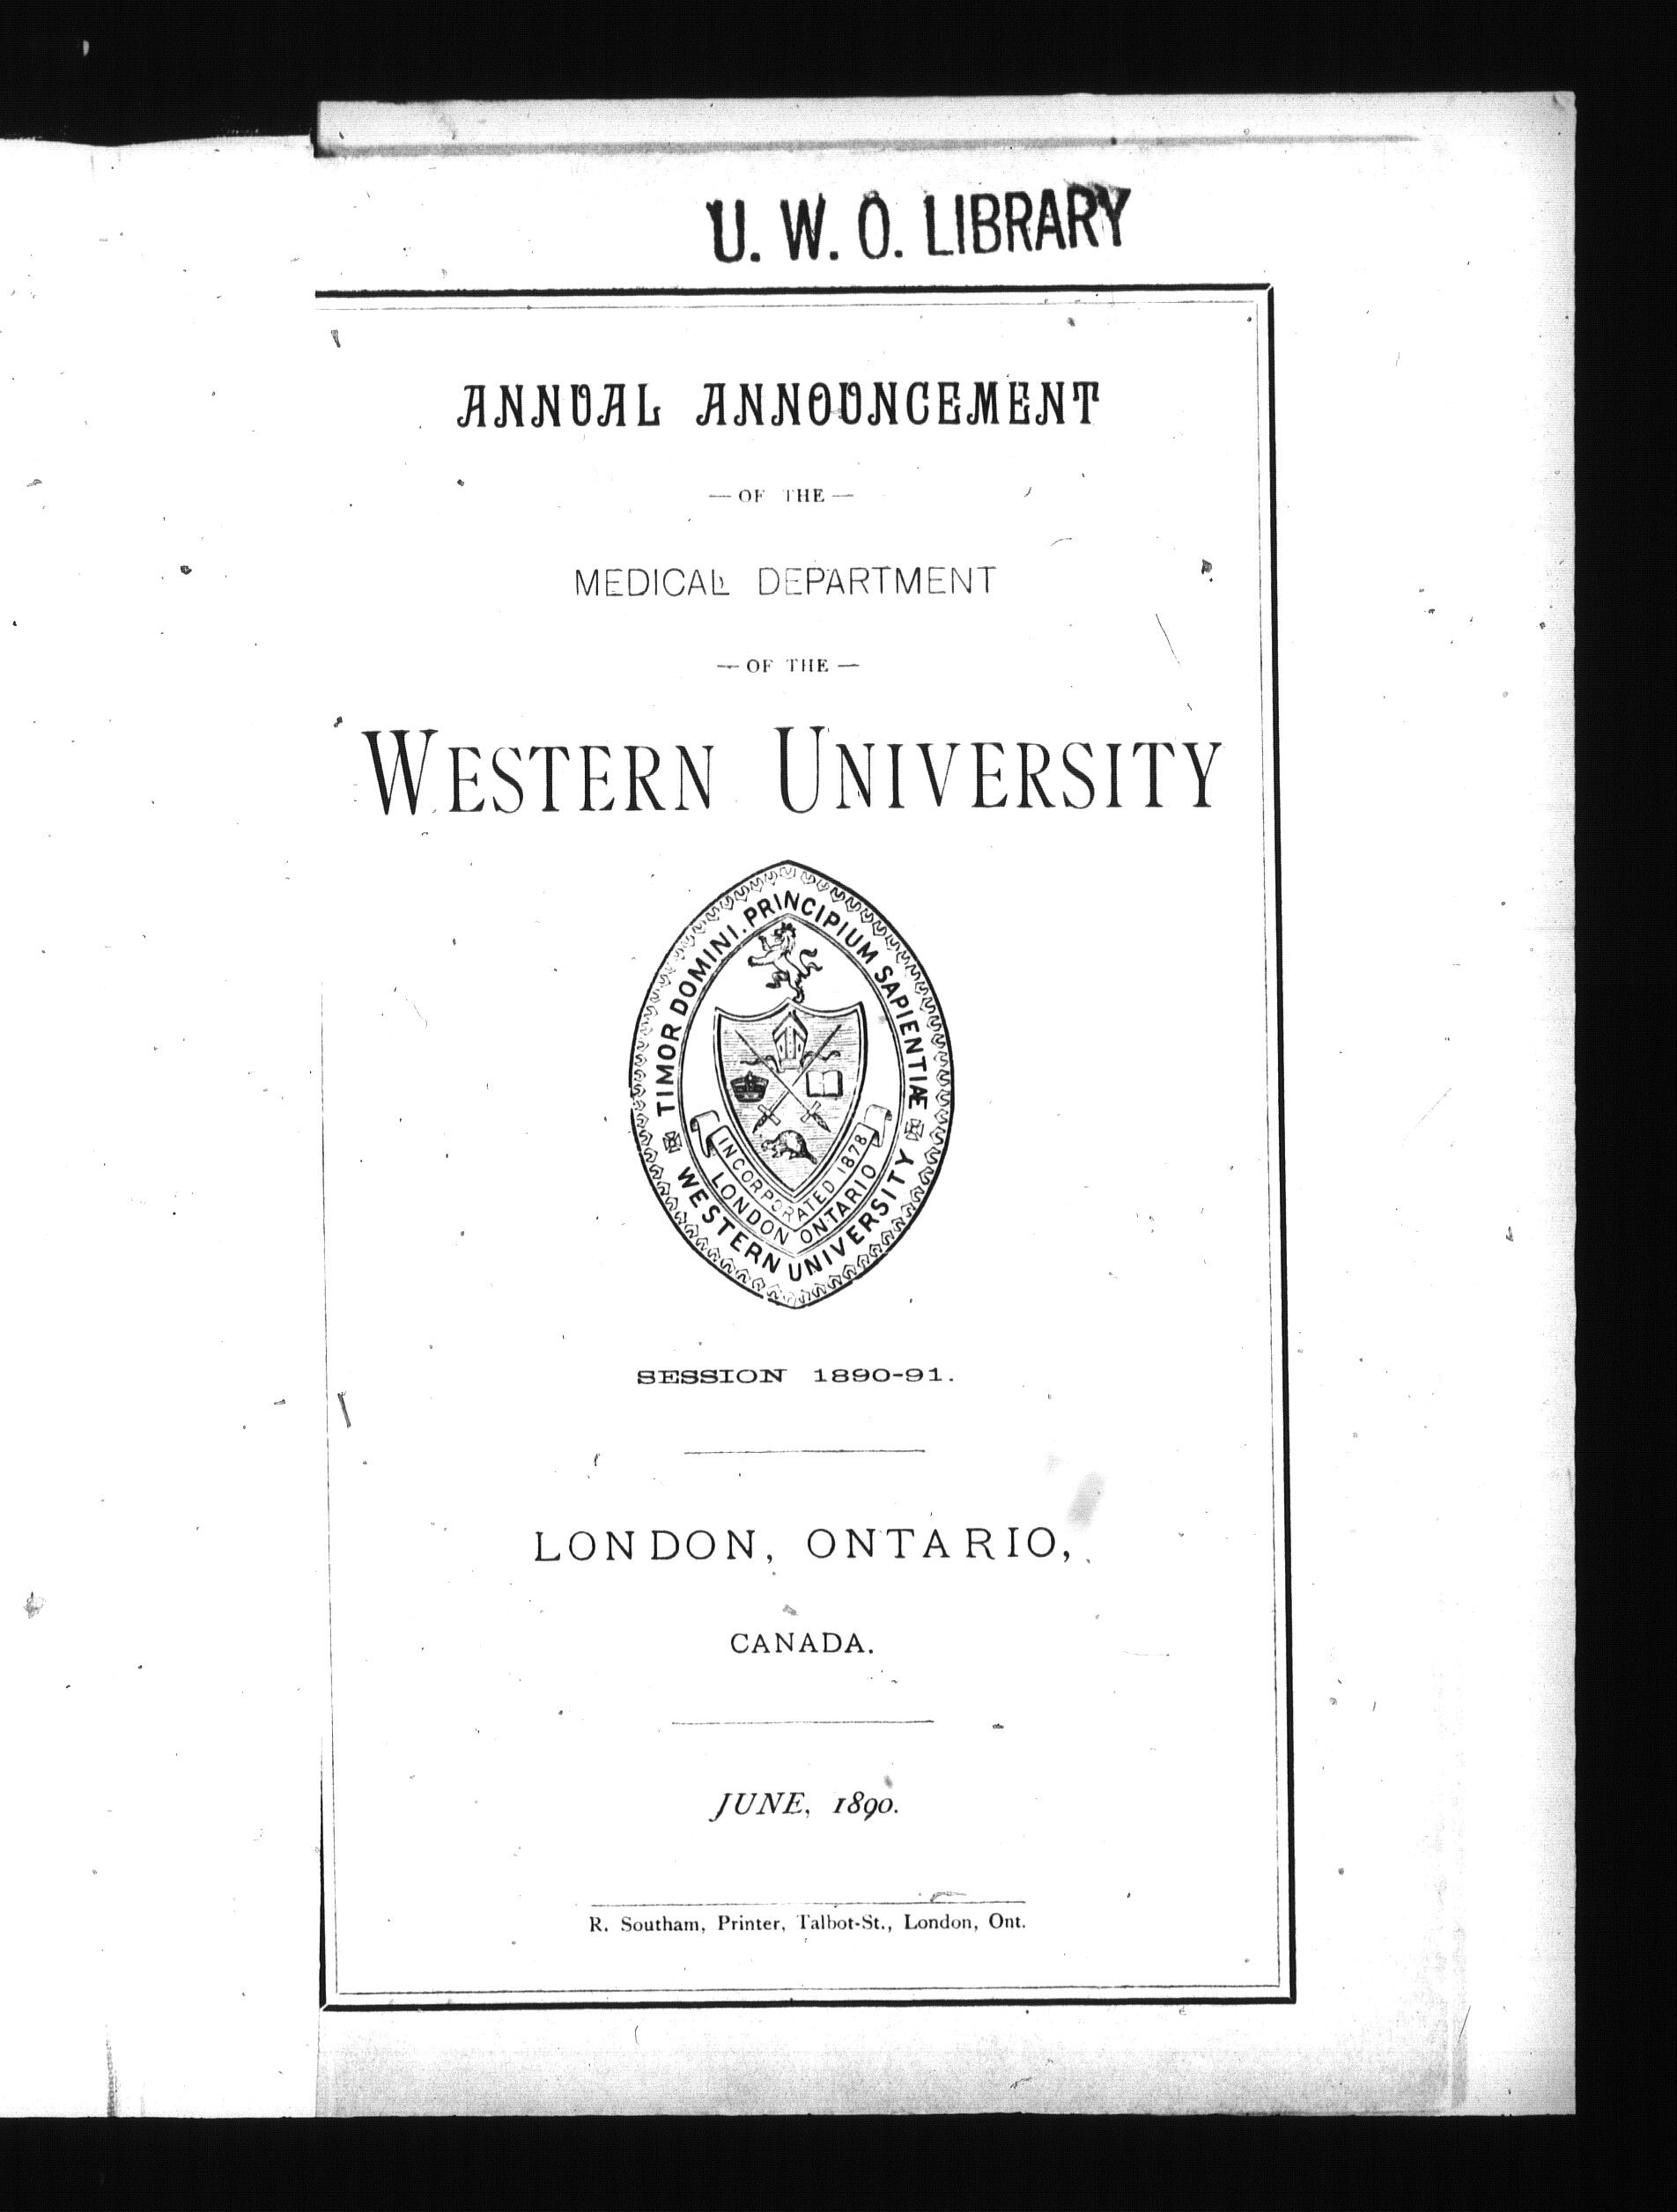 U. W. O. LIBRARY
ANNUAL ANNOUNCEMENT
— OF THE —
MEDICAL DEPARTMENT
— OF THE —
WESTERN UNIVERSITY
TIMOR DOMINI. PRINCIPIUM SAPIENTIÆ
INCORPORATED 1878
LONDON ONTARIO
WESTERN UNIVERSITY
SESSION 1890-91.
LONDON, ONTARIO,
CANADA.
JUNE, 1890.
R. Southam, Printer, Talbot-St., London, Ont.